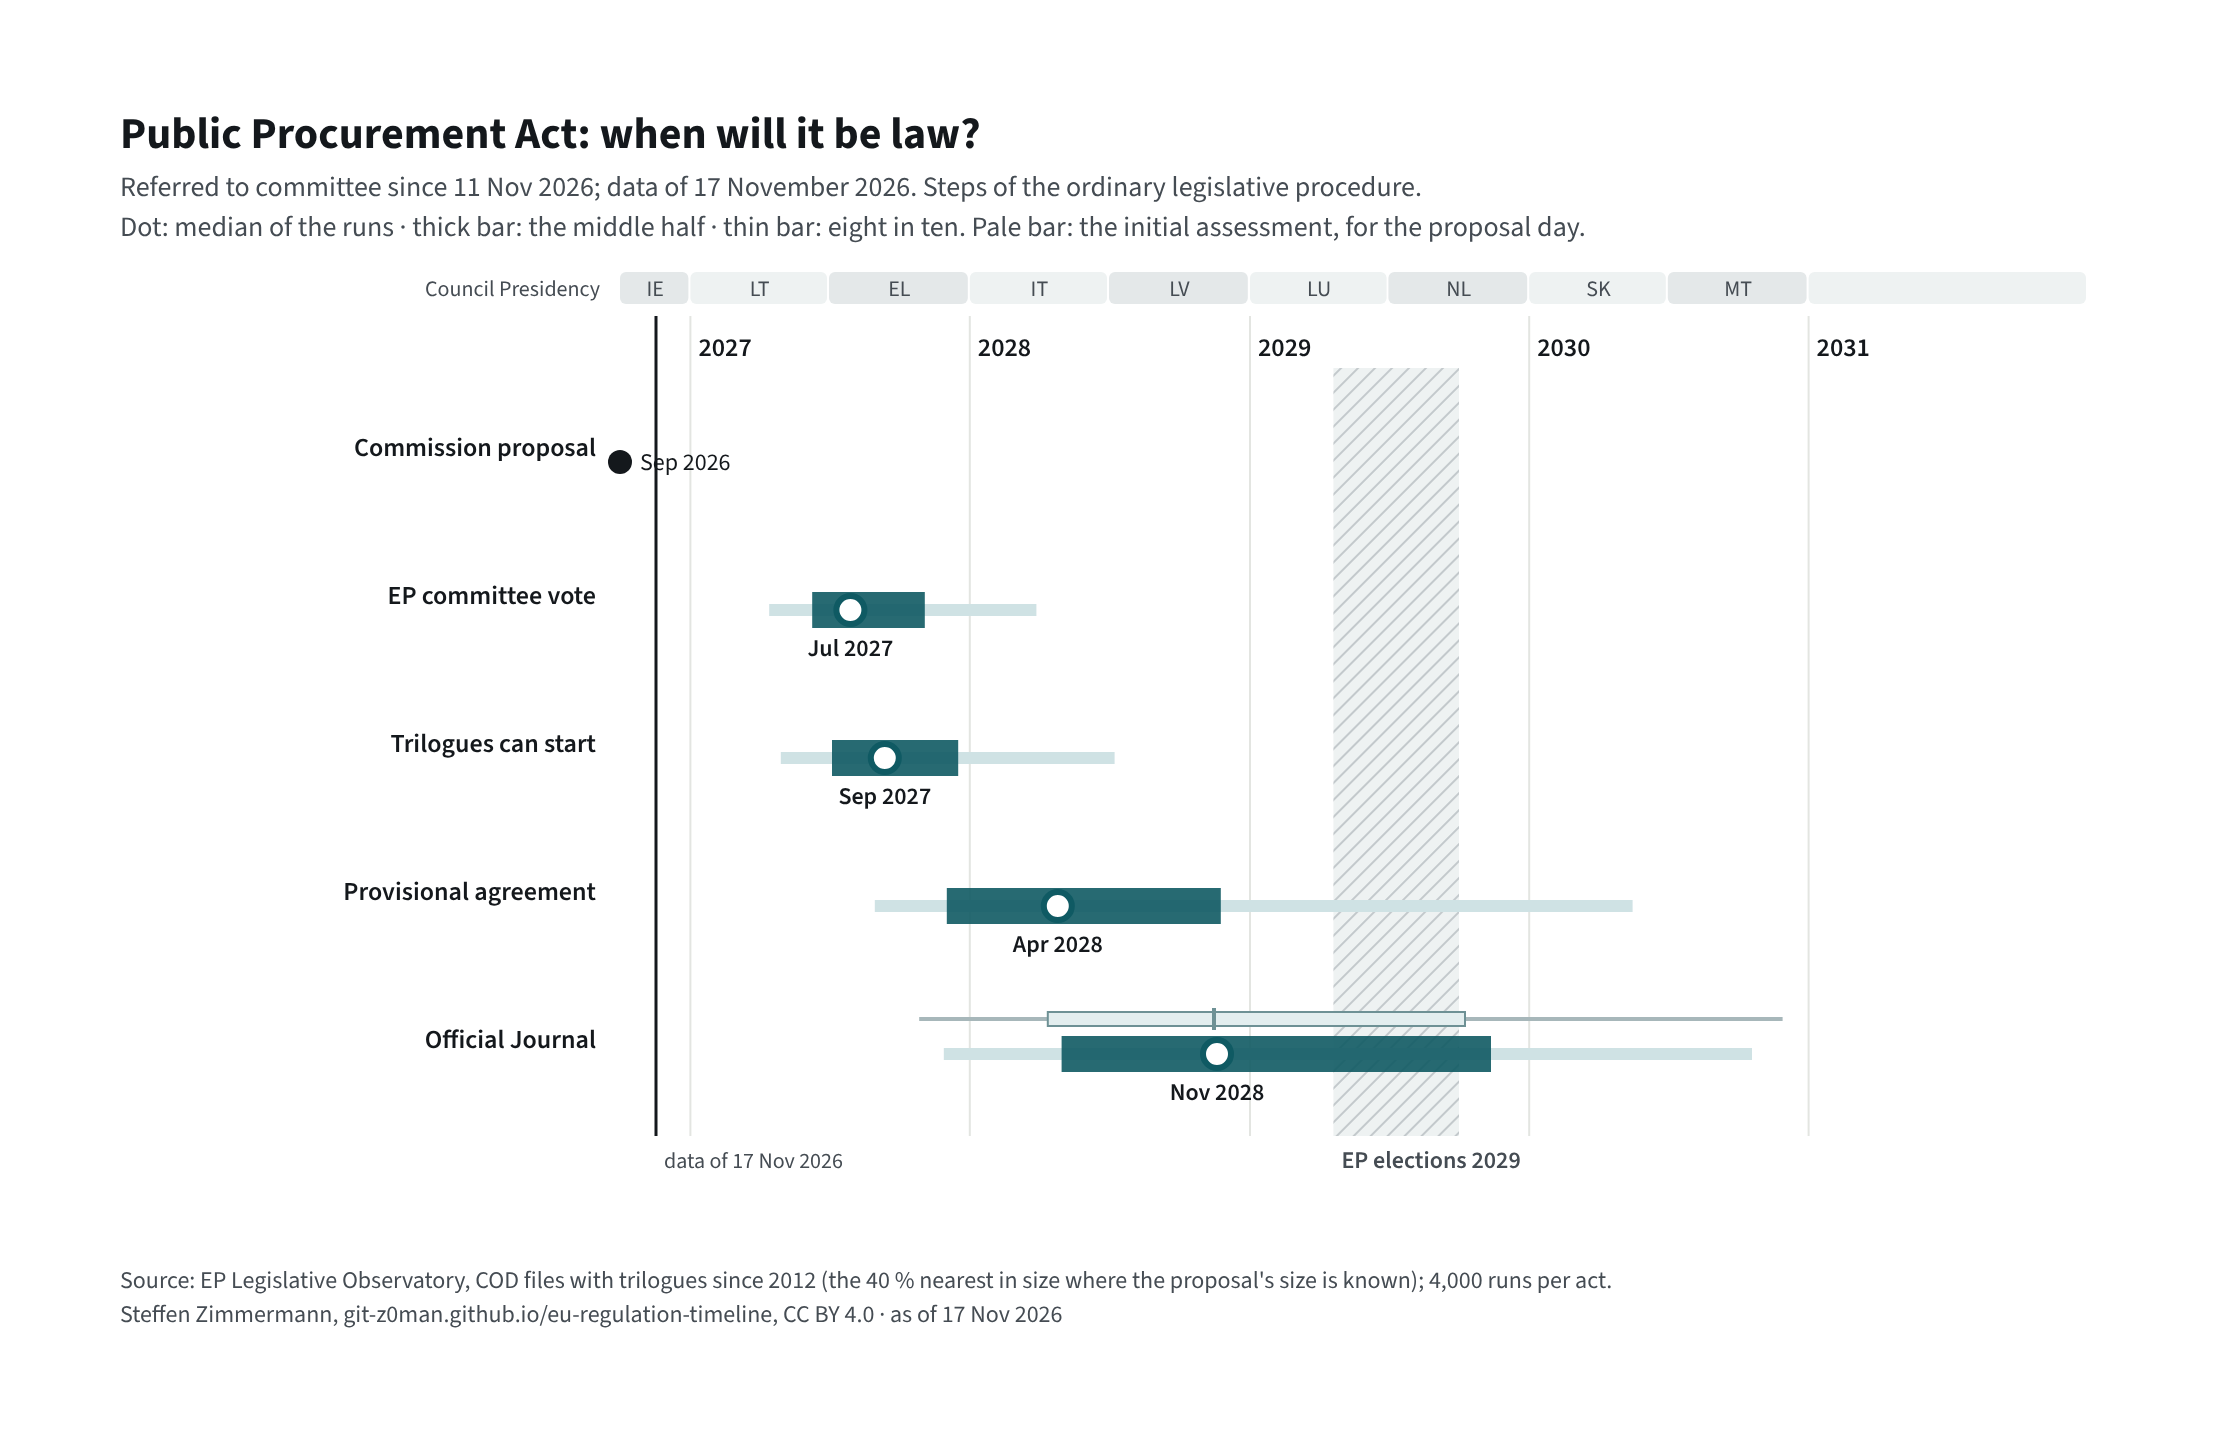 Public Procurement Act: when will it be law?
Referred to committee since 11 Nov 2026; data of 17 November 2026. Steps of the ordinary legislative procedure.
Dot: median of the runs · thick bar: the middle half · thin bar: eight in ten. Pale bar: the initial assessment, for the proposal day.
Council Presidency IE LT EL IT LV LU NL SK MT
2027 2028 2029 2030 2031
Commission proposal
Sep 2026
EP committee vote
Jul 2027
Trilogues can start
Sep 2027
Provisional agreement
Apr 2028
Official Journal
Nov 2028
data of 17 Nov 2026 EP elections 2029
Source: EP Legislative Observatory, COD files with trilogues since 2012 (the 40 % nearest in size where the proposal's size is known); 4,000 runs per act.
Steffen Zimmermann, git-z0man.github.io/eu-regulation-timeline, CC BY 4.0 · as of 17 Nov 2026